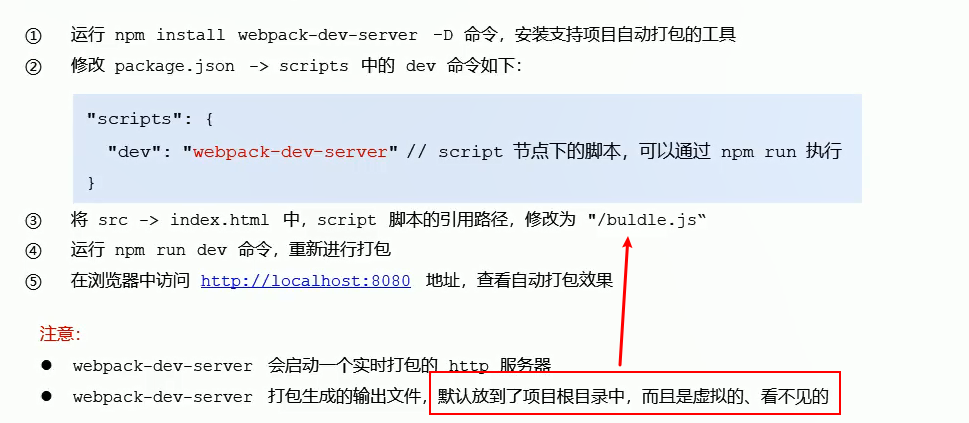 ① 运行 npm install webpack-dev-server -D 命令，安装支持项目自动打包的工具
② 修改 package.json -> scripts 中的 dev 命令如下：
"scripts": {
"dev": "webpack-dev-server" // script 节点下的脚本，可以通过 npm run 执行
}
③ 将 src -> index.html 中，script 脚本的引用路径，修改为 "/buldle.js“
④ 运行 npm run dev 命令，重新进行打包
⑤ 在浏览器中访问 http://localhost:8080 地址，查看自动打包效果
注意：
● webpack-dev-server 会启动一个实时打包的 http 服务器
● webpack-dev-server 打包生成的输出文件，默认放到了项目根目录中，而且是虚拟的、看不见的